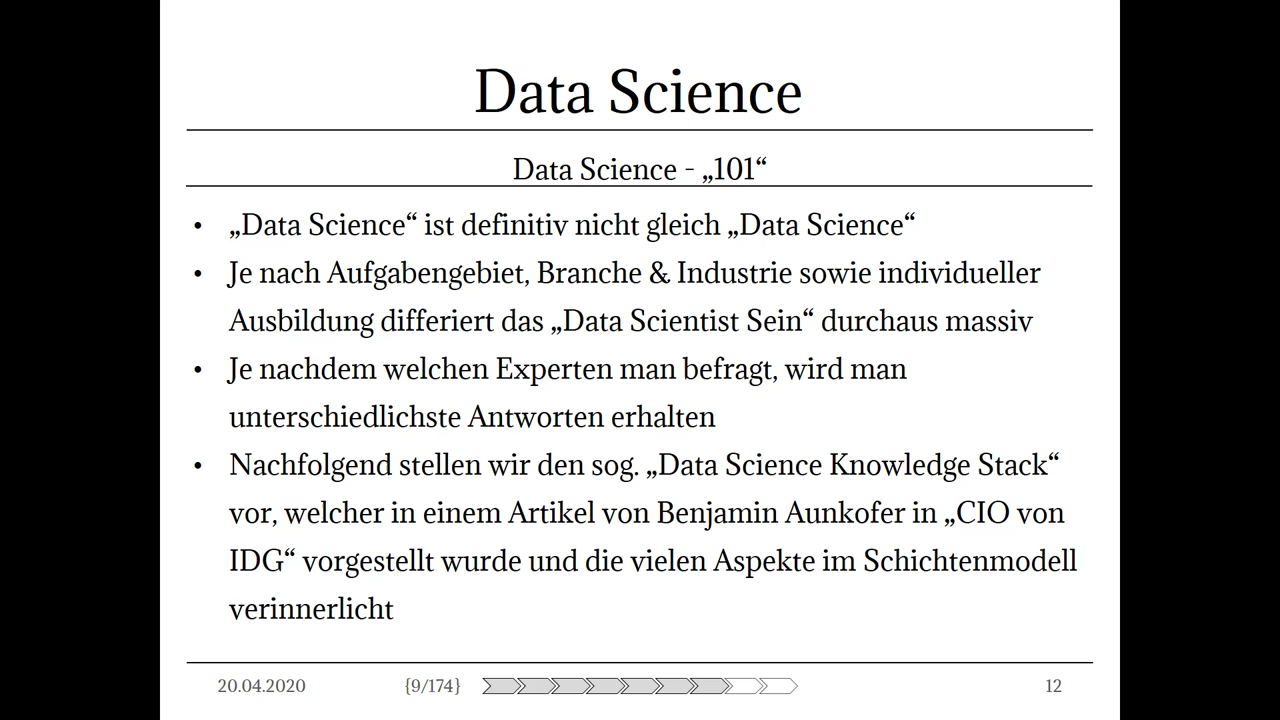 Data Science
Data Science - „101“
• „Data Science“ ist definitiv nicht gleich „Data Science“
• Je nach Aufgabengebiet, Branche & Industrie sowie individueller
Ausbildung differiert das „Data Scientist Sein“ durchaus massiv
• Je nachdem welchen Experten man befragt, wird man
unterschiedlichste Antworten erhalten
• Nachfolgend stellen wir den sog. „Data Science Knowledge Stack“
vor, welcher in einem Artikel von Benjamin Aunkofer in „CIO von
IDG“ vorgestellt wurde und die vielen Aspekte im Schichtenmodell
verinnerlicht
20.04.2020 {9/174} 12